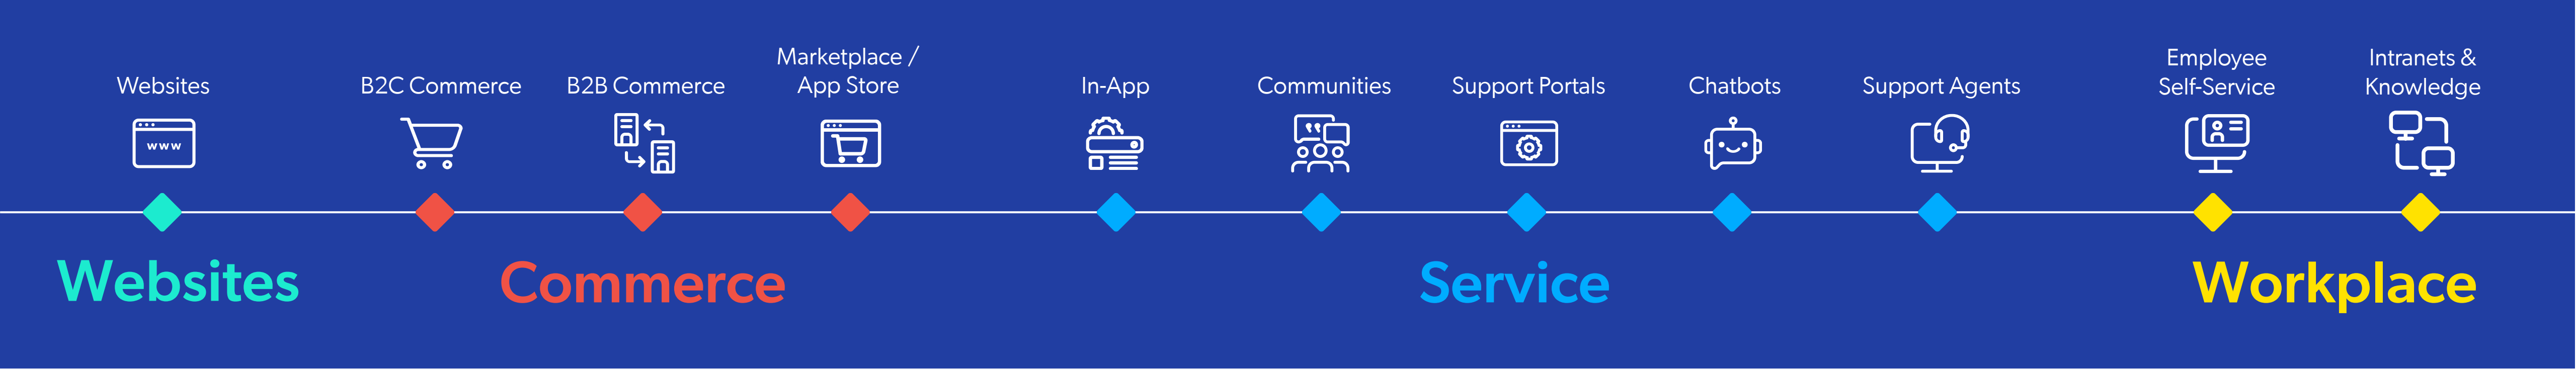 Websites
B2C Commerce
B2B Commerce
Marketplace /
App Store
In-App
Communities
Support Portals
Chatbots
Support Agents
Employee
Self-Service
Intranets &
Knowledge
www
Websites
Commerce
Service
Workplace